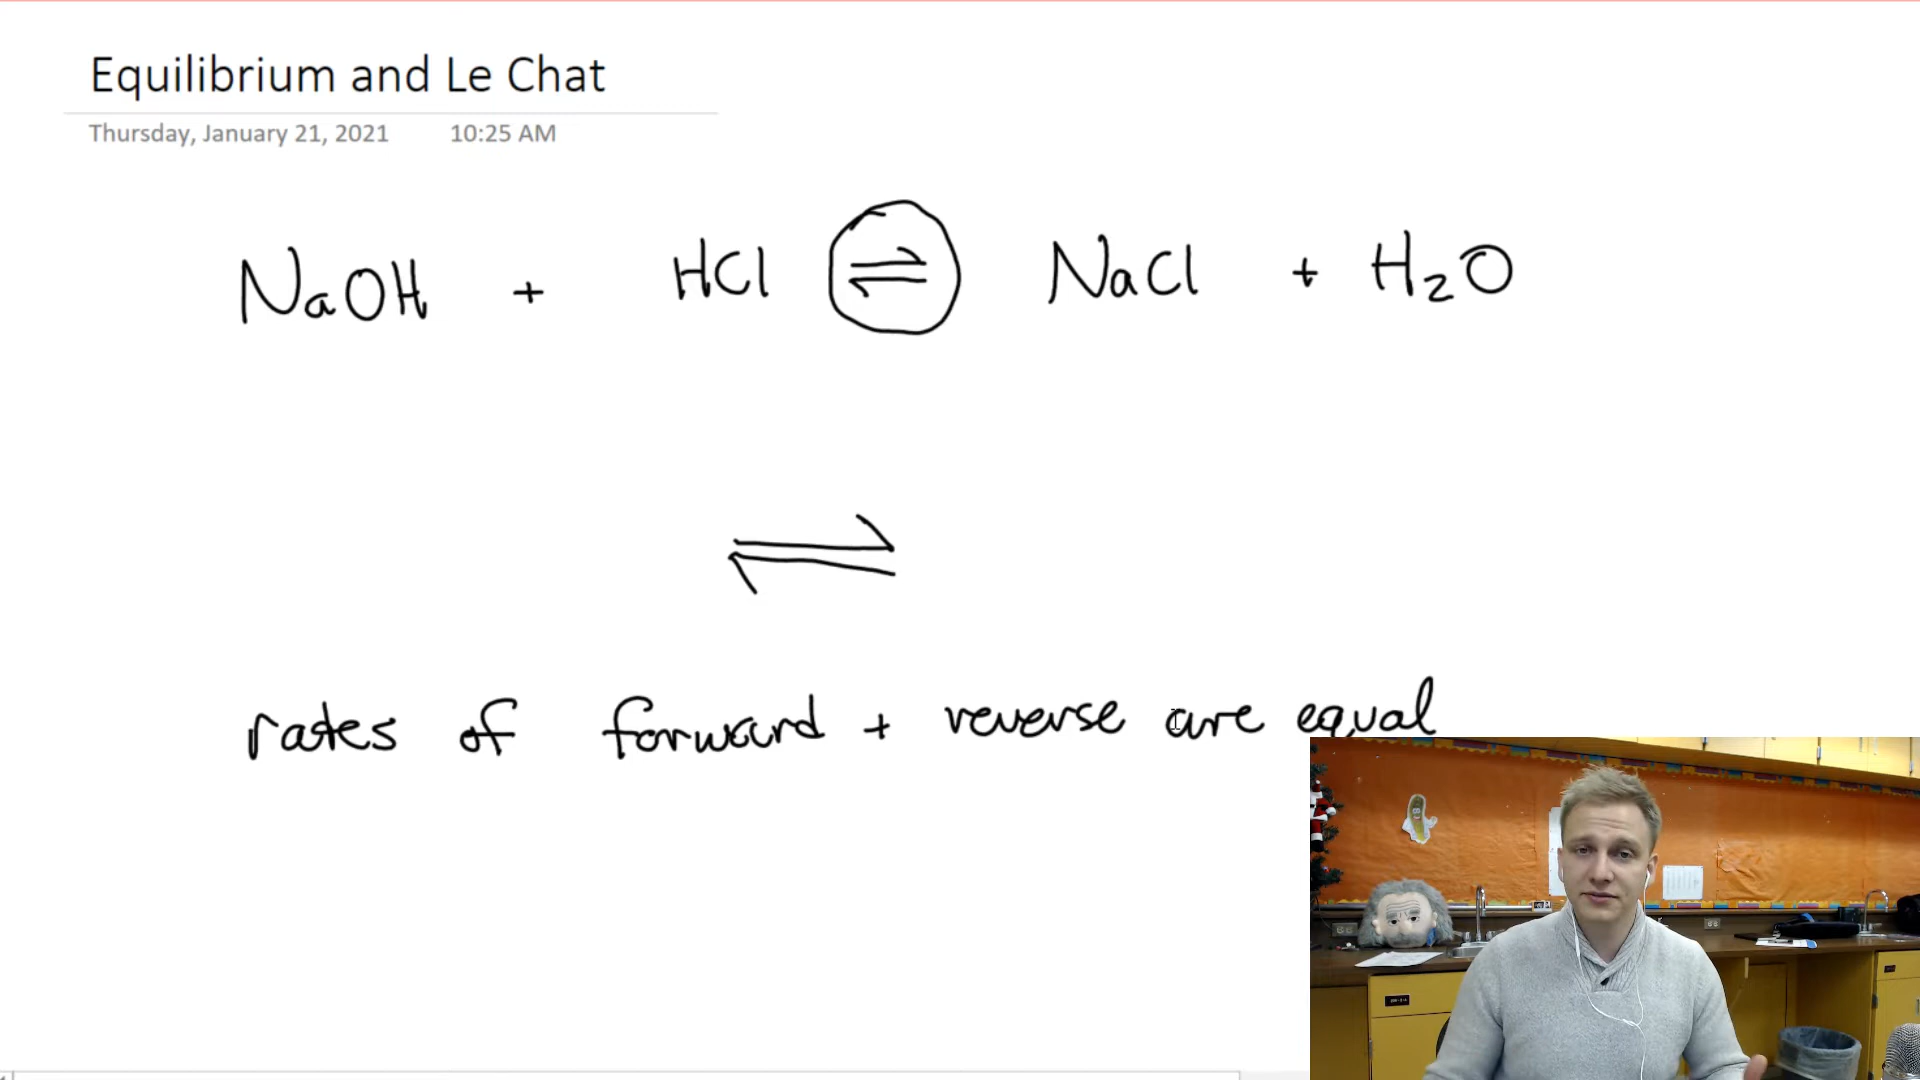 Equilibrium and Le Chat
Thursday, January 21, 2021 10:25 AM
NaOH + HCl ⇌ NaCl + H₂O
⇌
rates of forward + reverse are equal